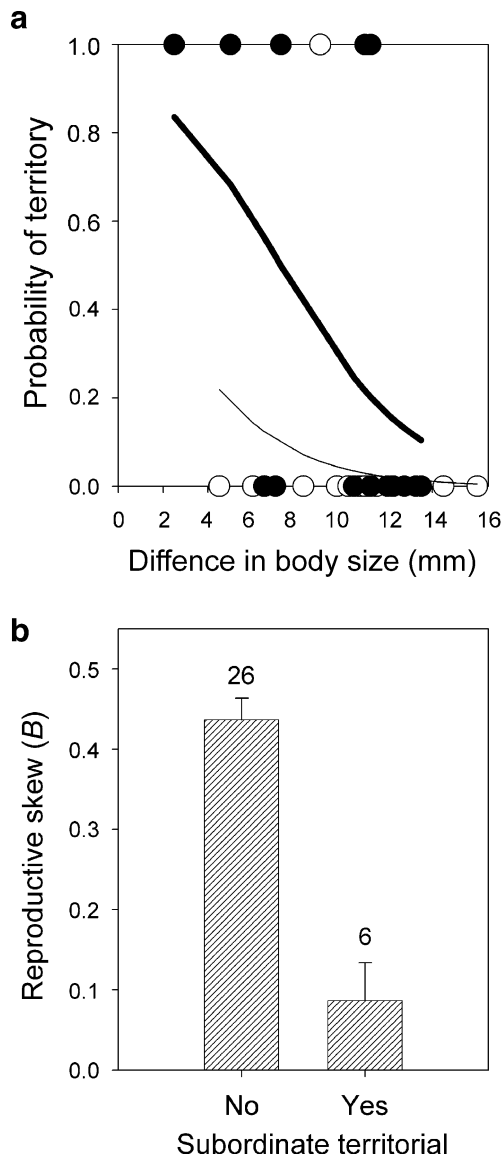 a
1.0
0.8
0.6
0.4
0.2
0.0
Probability of territory
0 2 4 6 8 10 12 14 16
Diffence in body size (mm)
b
0.5
0.4
0.3
0.2
0.1
0.0
Reproductive skew (B)
26
6
No Yes
Subordinate territorial